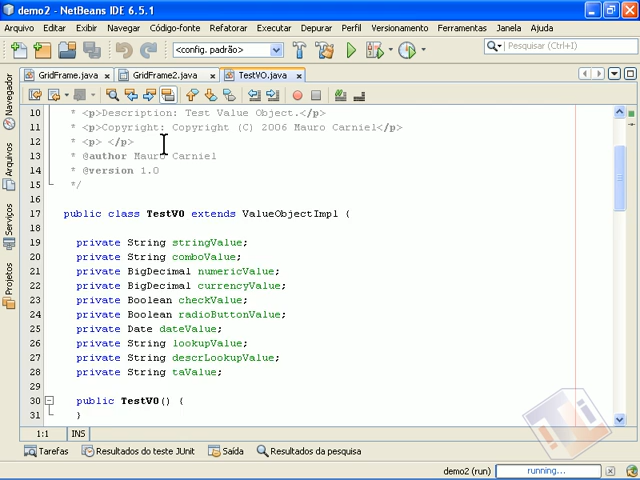 demo2 - NetBeans IDE 6.5.1
Arquivo Editar Exibir Navegar Código-fonte Refatorar Executar Depurar Perfil Versionamento Ferramentas Janela Ajuda
<config. padrão> Pesquisar (Ctrl+I)
GridFrame.java GridFrame2.java TestVO.java
Navegador
Arquivos
Serviços
Projetos
10 * <p>Description: Test Value Object.</p>
11 * <p>Copyright: Copyright (C) 2006 Mauro Carniel</p>
12 * <p> </p>
13 * @author Mauro Carniel
14 * @version 1.0
15 */
16
17 public class TestVO extends ValueObjectImpl {
18
19 private String stringValue;
20 private String comboValue;
21 private BigDecimal numericValue;
22 private BigDecimal currencyValue;
23 private Boolean checkValue;
24 private Boolean radioButtonValue;
25 private Date dateValue;
26 private String lookupValue;
27 private String descrLookupValue;
28 private String taValue;
29
30 public TestVO() {
31 }
1:1 INS
Tarefas Resultados do teste JUnit Saída Resultados da pesquisa
demo2 (run) running...